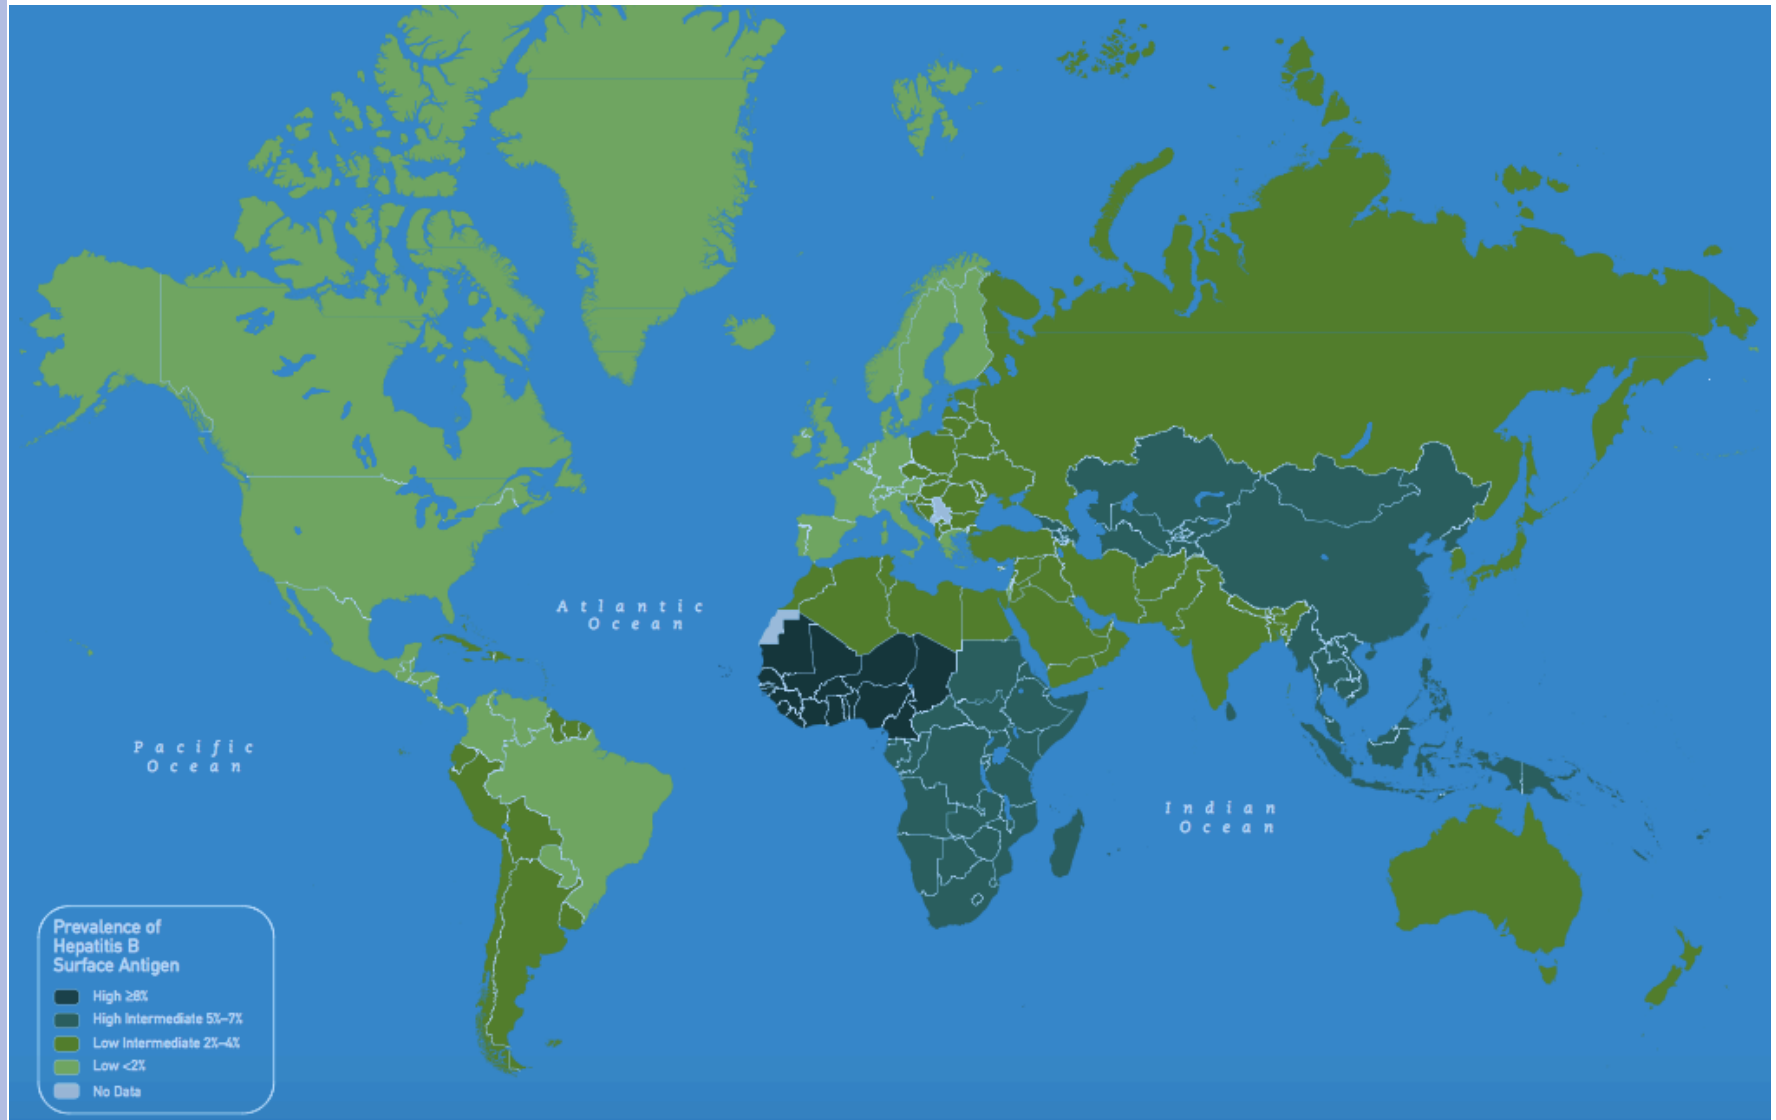 Atlantic
Ocean
Pacific
Ocean
Indian
Ocean
Prevalence of
Hepatitis B
Surface Antigen
High ≥8%
High Intermediate 5%–7%
Low Intermediate 2%–4%
Low <2%
No Data